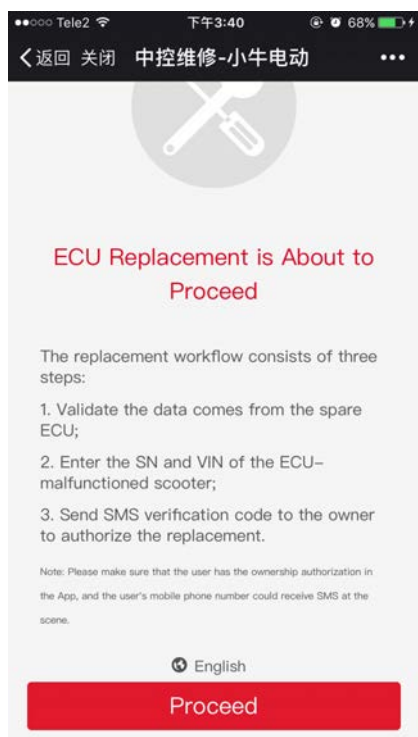 Tele2 下午3:40 68%
返回 关闭 中控维修-小牛电动 •••
ECU Replacement is About to
Proceed
The replacement workflow consists of three
steps:
1. Validate the data comes from the spare
ECU;
2. Enter the SN and VIN of the ECU-
malfunctioned scooter;
3. Send SMS verification code to the owner
to authorize the replacement.
Note: Please make sure that the user has the ownership authorization in
the App, and the user's mobile phone number could receive SMS at the
scene.
English
Proceed